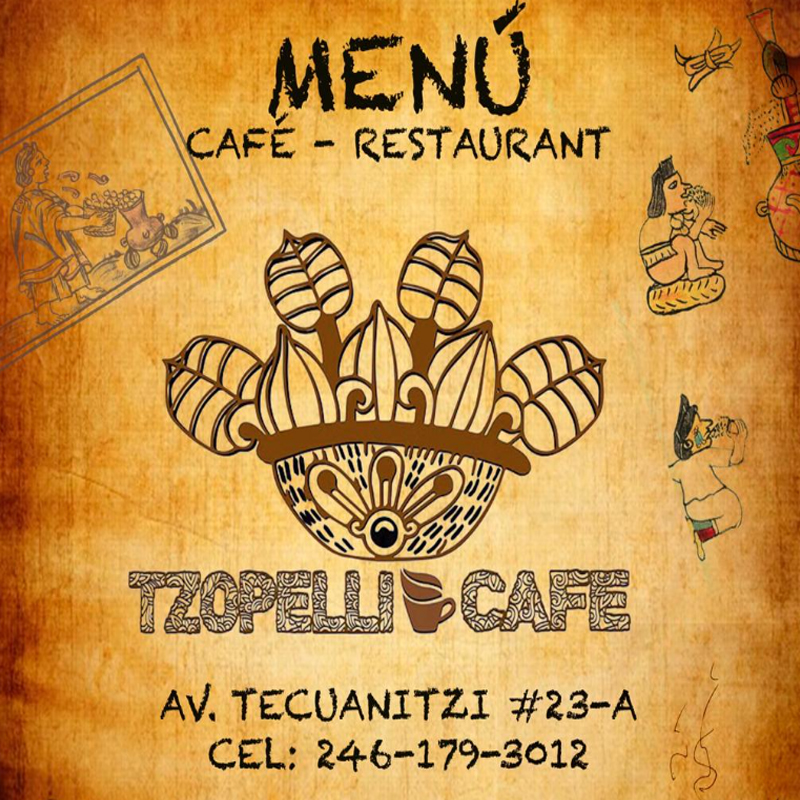 MENÚ
CAFÉ - RESTAURANT
TZOPELLI CAFE
AV. TECUANITZI #23-A
CEL: 246-179-3012